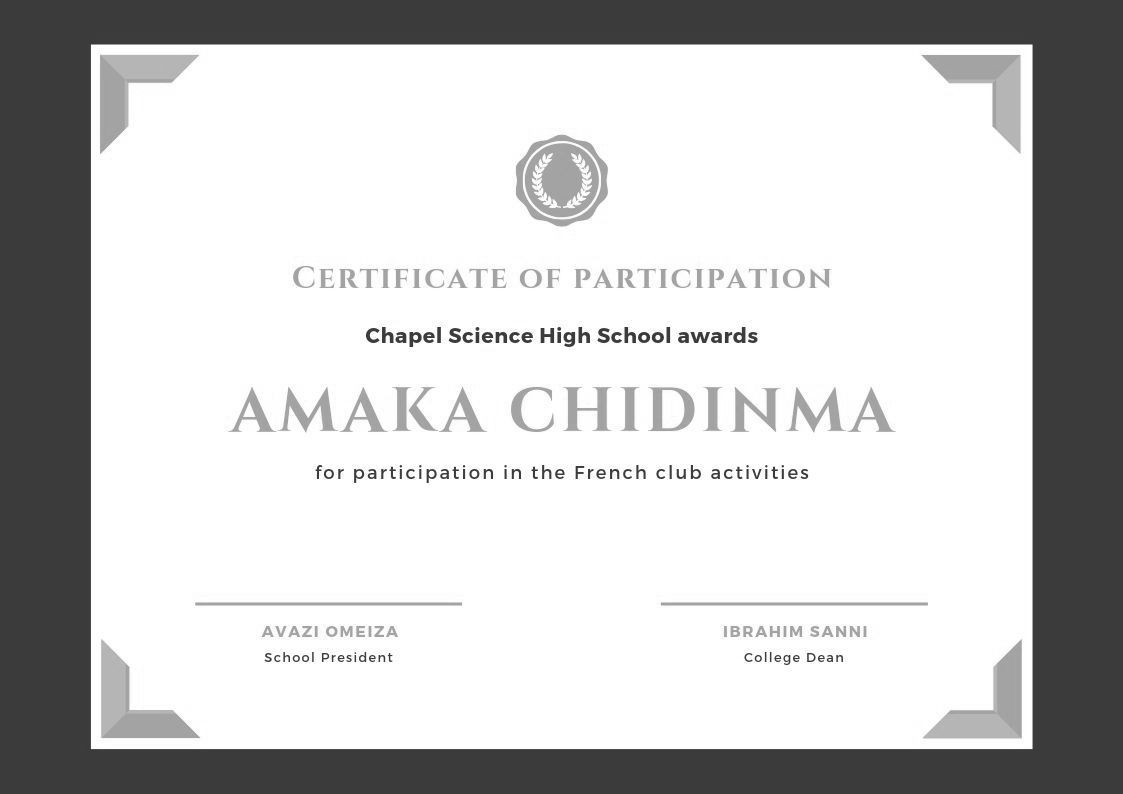 Certificate of participation
Chapel Science High School awards
AMAKA CHIDINMA
for participation in the French club activities
AVAZI OMEIZA
School President
IBRAHIM SANNI
College Dean